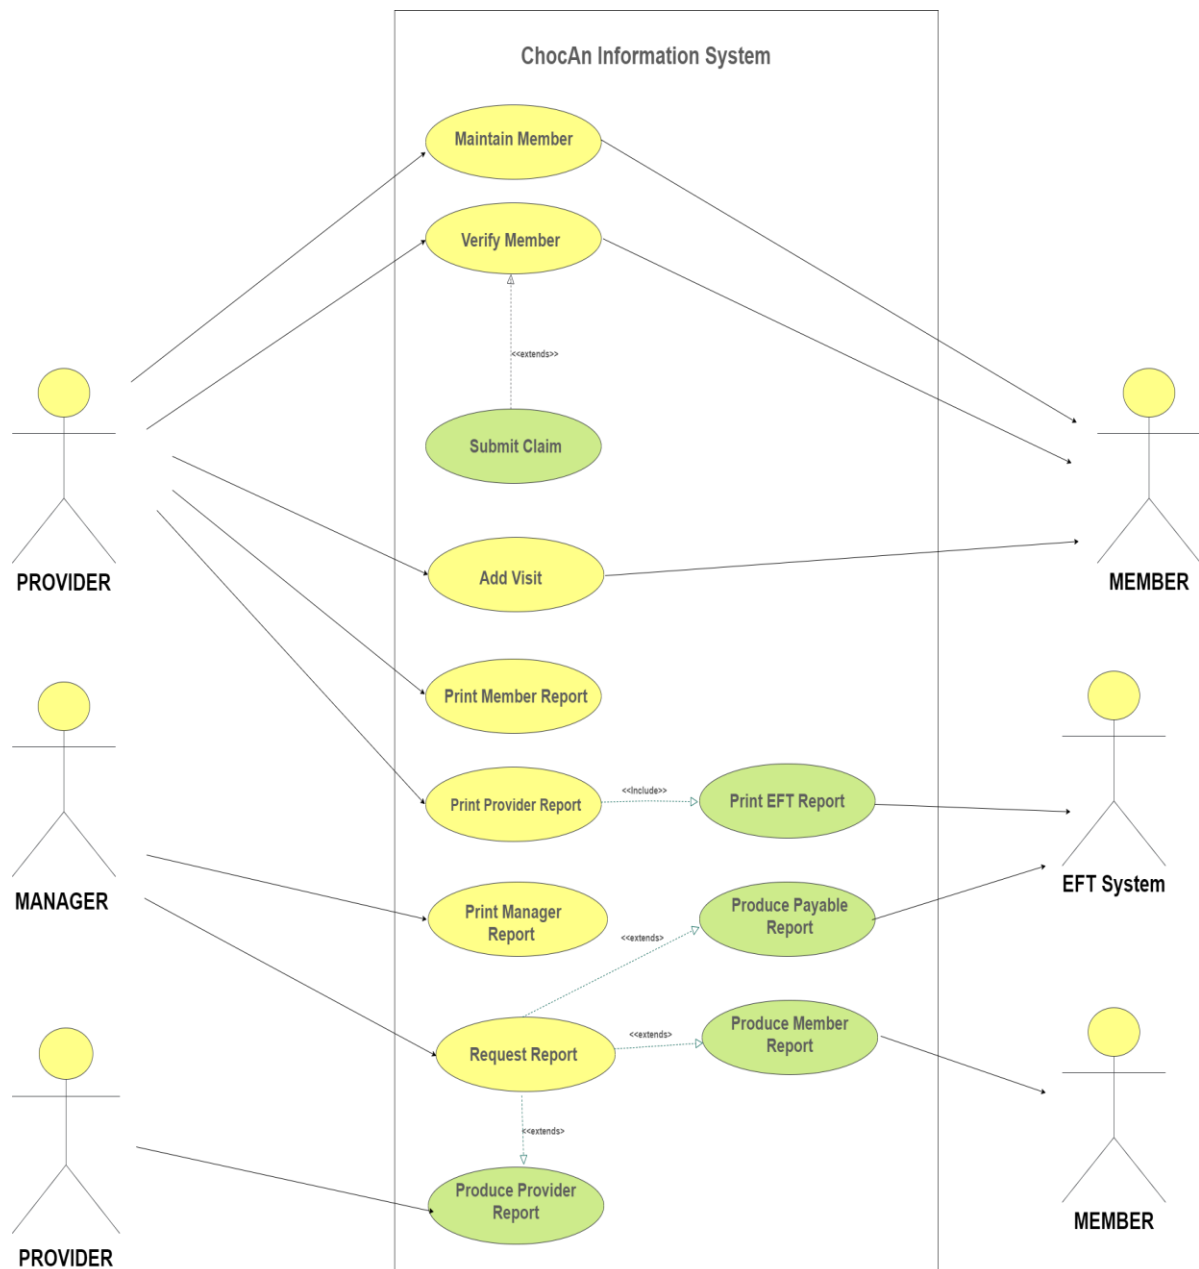 ChocAn Information System
Maintain Member
Verify Member
<<extends>>
Submit Claim
PROVIDER
Add Visit
MEMBER
Print Member Report
Print Provider Report
<<Include>>
Print EFT Report
MANAGER
EFT System
Print Manager
Report
Produce Payable
Report
<<extends>
Request Report
<<extends>
Produce Member
Report
<<extends>
Produce Provider
Report
MEMBER
PROVIDER